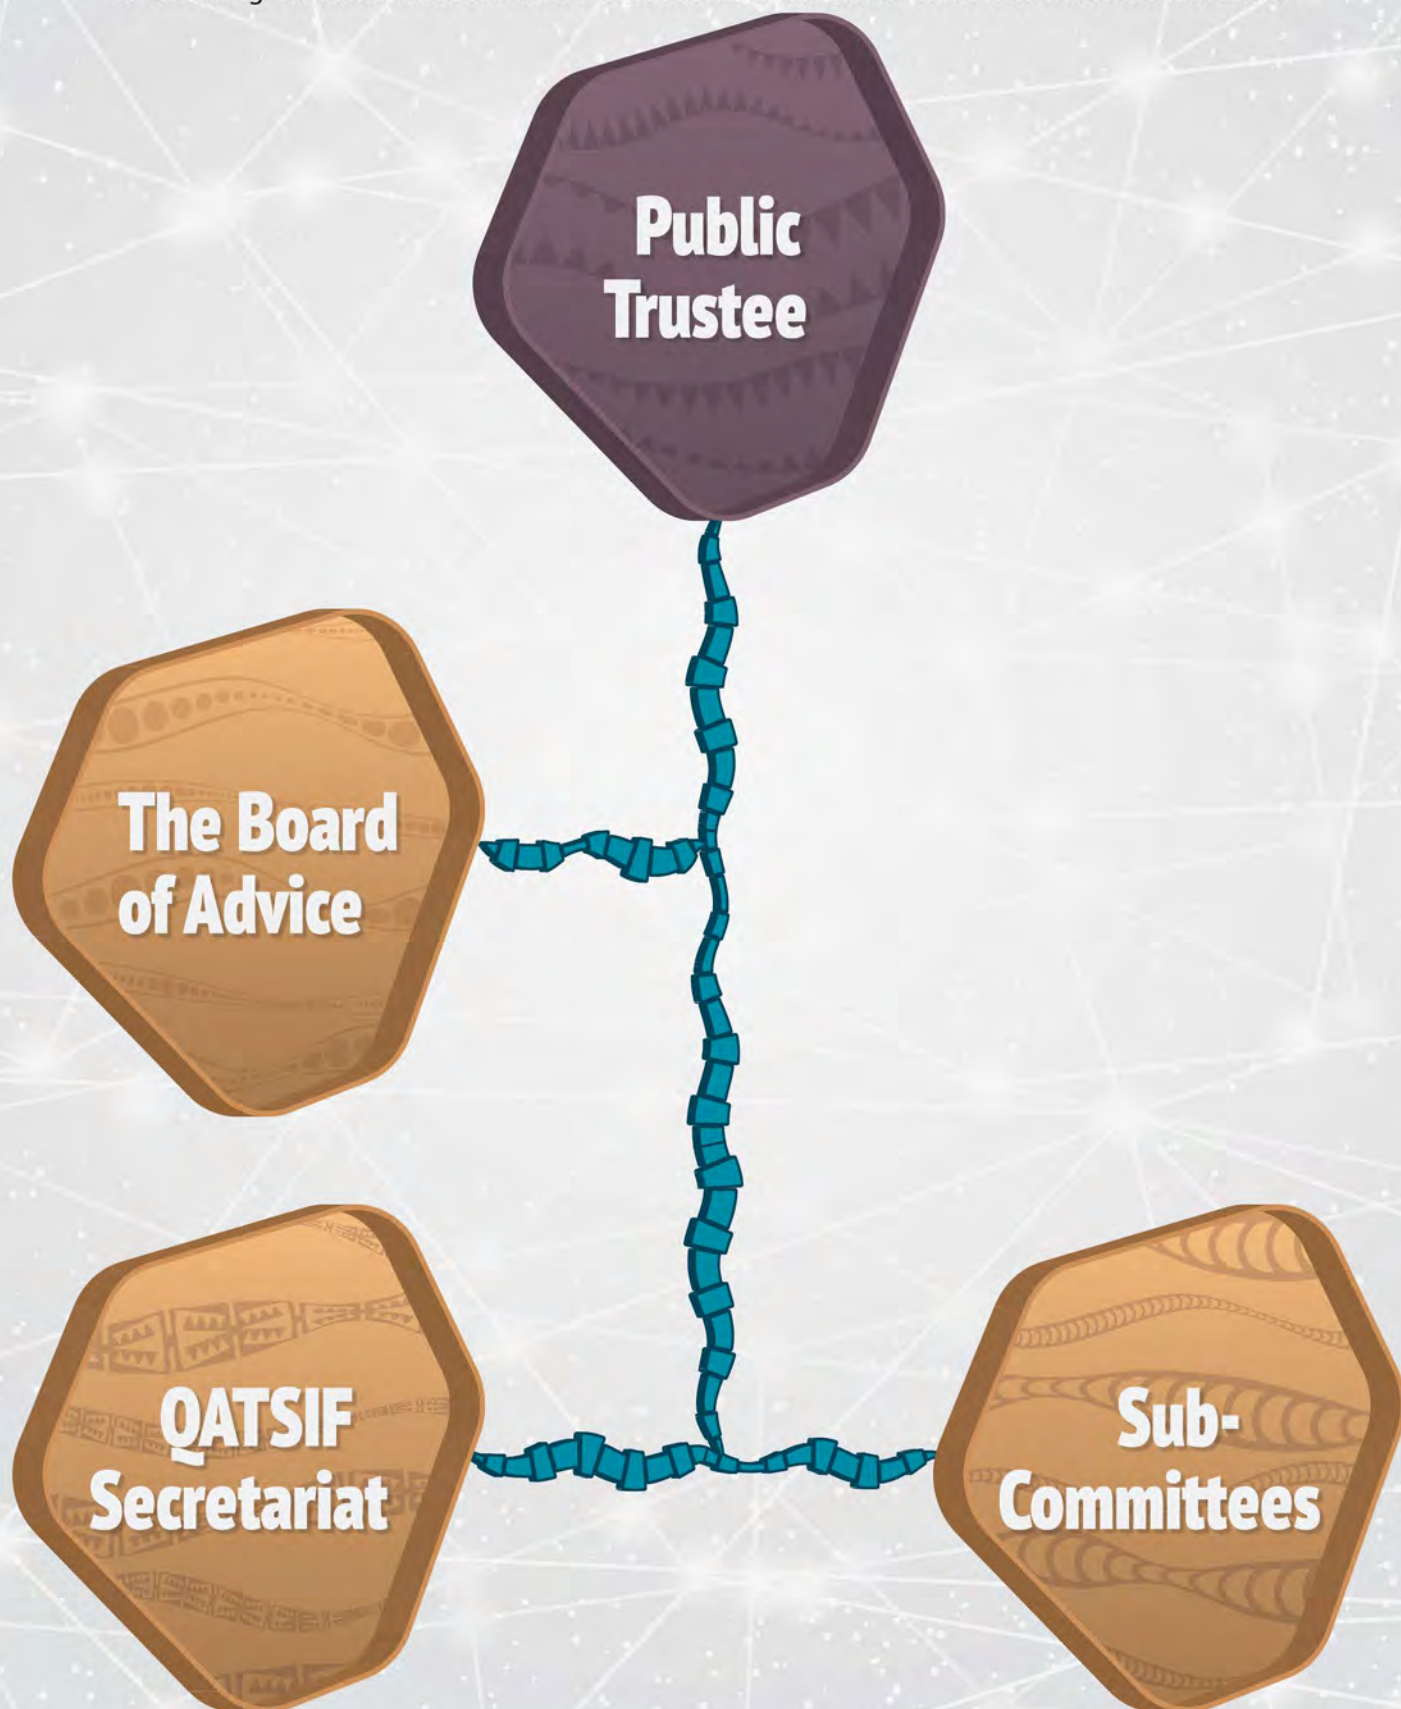 Public
Trustee
The Board
of Advice
QATSIF
Secretariat
Sub-
Committees